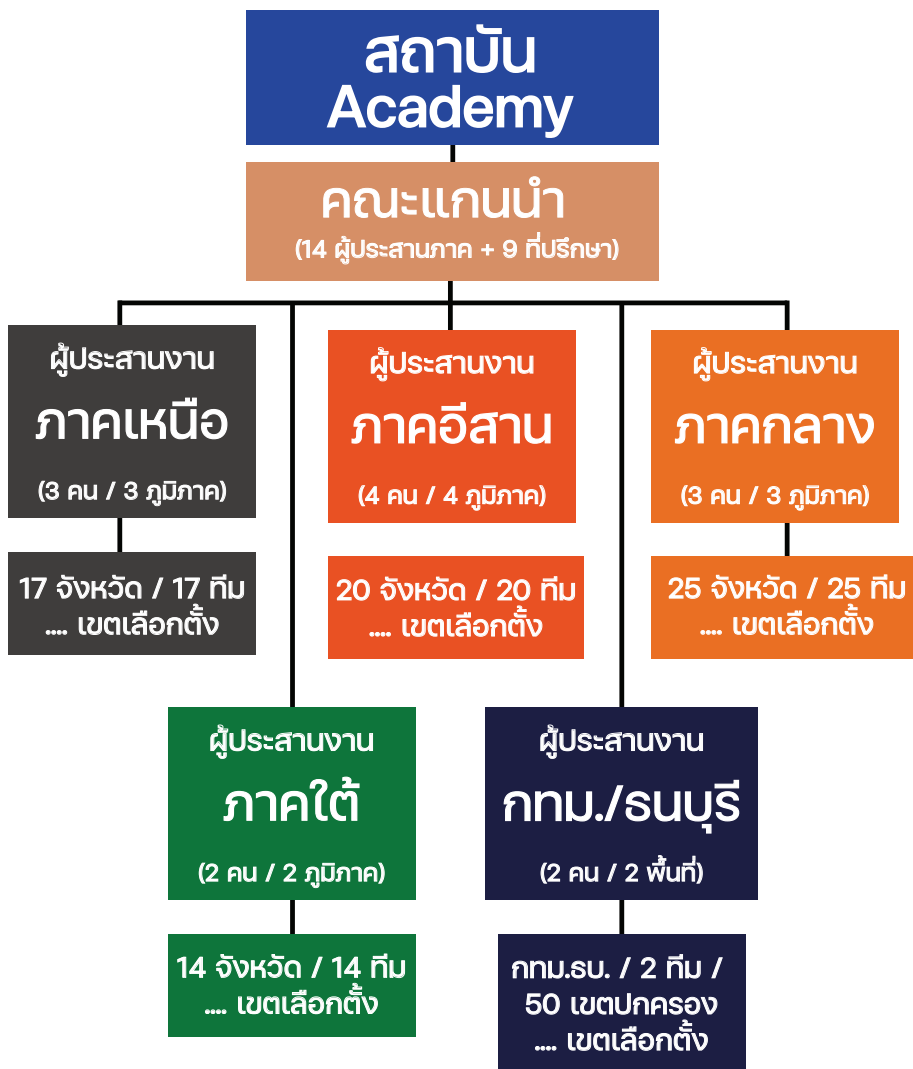 สถาบัน
Academy
คณะแกนนำ
(14 ผู้ประสานภาค + 9 ที่ปรึกษา)
ผู้ประสานงาน
ภาคเหนือ
(3 คน / 3 ภูมิภาค)
17 จังหวัด / 17 ทีม
.... เขตเลือกตั้ง
ผู้ประสานงาน
ภาคอีสาน
(4 คน / 4 ภูมิภาค)
20 จังหวัด / 20 ทีม
.... เขตเลือกตั้ง
ผู้ประสานงาน
ภาคกลาง
(3 คน / 3 ภูมิภาค)
25 จังหวัด / 25 ทีม
.... เขตเลือกตั้ง
ผู้ประสานงาน
ภาคใต้
(2 คน / 2 ภูมิภาค)
14 จังหวัด / 14 ทีม
.... เขตเลือกตั้ง
ผู้ประสานงาน
กทม./ธนบุรี
(2 คน / 2 พื้นที่)
กทม.ธบ. / 2 ทีม /
50 เขตปกครอง
.... เขตเลือกตั้ง